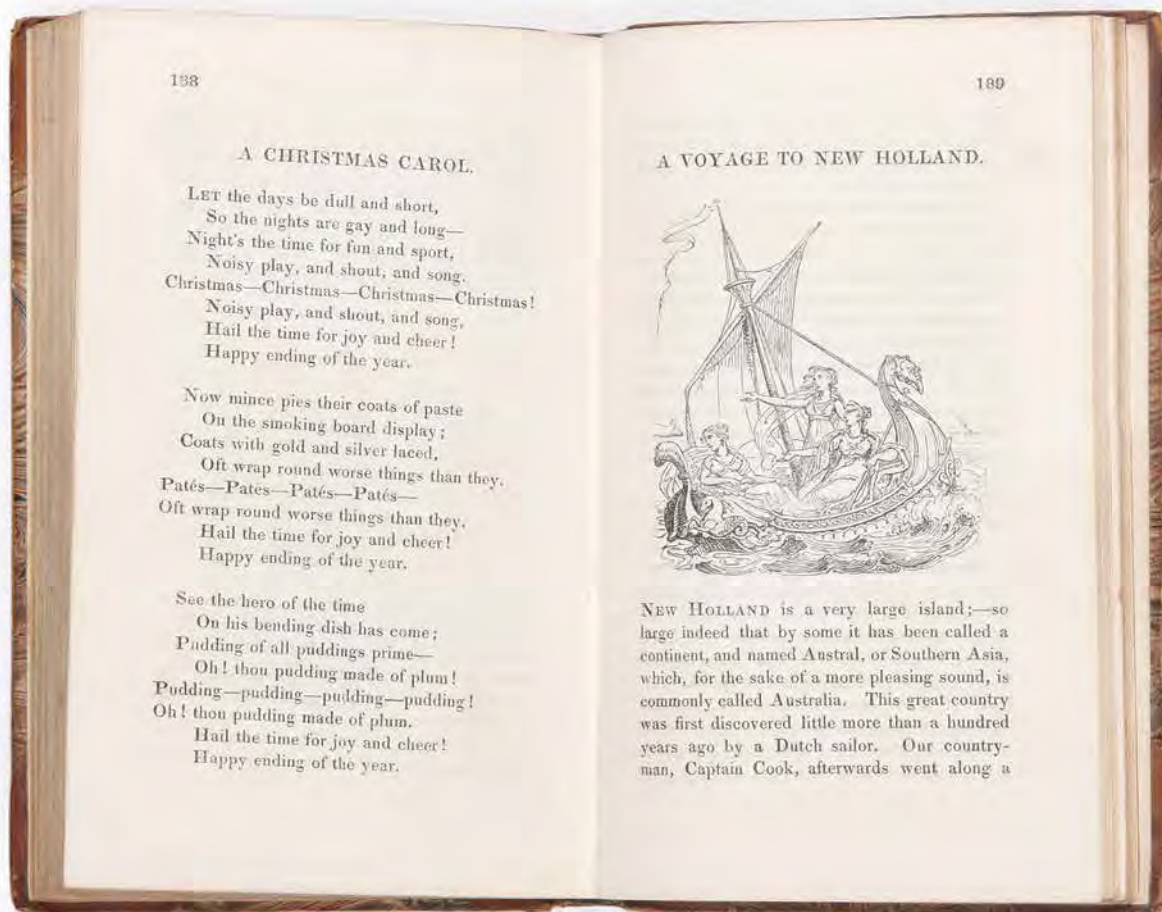 188
A CHRISTMAS CAROL.
LET the days be dull and short,
So the nights are gay and long—
Night's the time for fun and sport,
Noisy play, and shout, and song.
Christmas—Christmas—Christmas—Christmas!
Noisy play, and shout, and song,
Hail the time for joy and cheer!
Happy ending of the year.
Now mince pies their coats of paste
On the smoking board display;
Coats with gold and silver laced,
Oft wrap round worse things than they.
Patés—Patés—Patés—Patés—
Oft wrap round worse things than they,
Hail the time for joy and cheer!
Happy ending of the year.
See the hero of the time
On his bending dish has come;
Pudding of all puddings prime—
Oh! thou pudding made of plum!
Pudding—pudding—pudding—pudding!
Oh! thou pudding made of plum.
Hail the time for joy and cheer!
Happy ending of the year.
189
A VOYAGE TO NEW HOLLAND.
NEW HOLLAND is a very large island;—so
large indeed that by some it has been called a
continent, and named Austral, or Southern Asia,
which, for the sake of a more pleasing sound, is
commonly called Australia. This great country
was first discovered little more than a hundred
years ago by a Dutch sailor. Our country-
man, Captain Cook, afterwards went along a